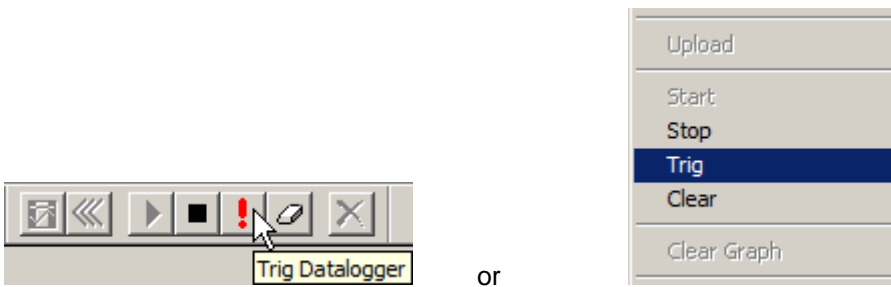 Trig Datalogger
or
Upload
Start
Stop
Trig
Clear
Clear Graph